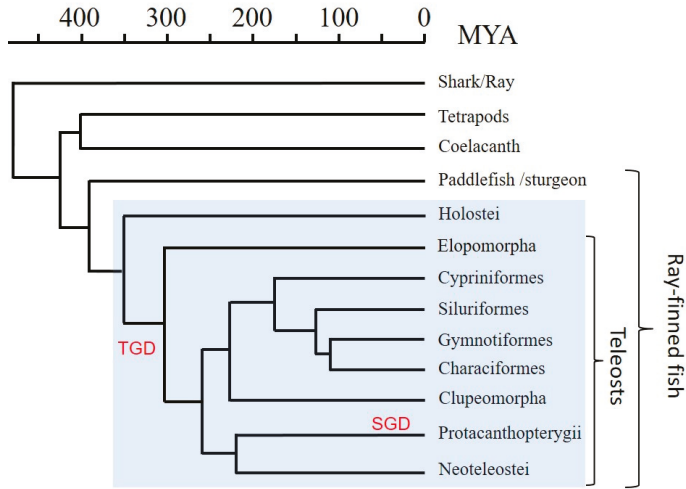 400 300 200 100 0 MYA
Shark/Ray
Tetrapods
Coelacanth
Paddlefish /sturgeon
Holostei
Elopomorpha
Cypriniformes
Siluriformes
Gymnotiformes
Characiformes
Clupeomorpha
Protacanthopterygii
Neoteleostei
TGD
SGD
Teleosts
Ray-finned fish